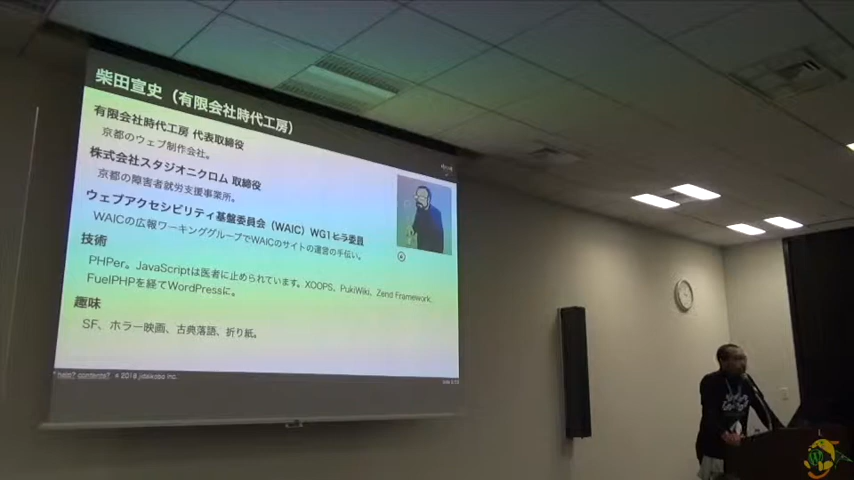 柴田宣史（有限会社時代工房）
有限会社時代工房 代表取締役
京都のウェブ制作会社。
株式会社スタジオニクロム 取締役
京都の障害者就労支援事業所。
ウェブアクセシビリティ基盤委員会（WAIC）WG1ヒラ委員
WAICの広報ワーキンググループでWAICのサイトの運営の手伝い。
技術
PHPer。JavaScriptは医者に止められています。XOOPS、PukiWiki、Zend Framework、
FuelPHPを経てWordPressに。
趣味
SF、ホラー映画、古典落語、折り紙。
help? contents? © 2018 jidaikobo inc.